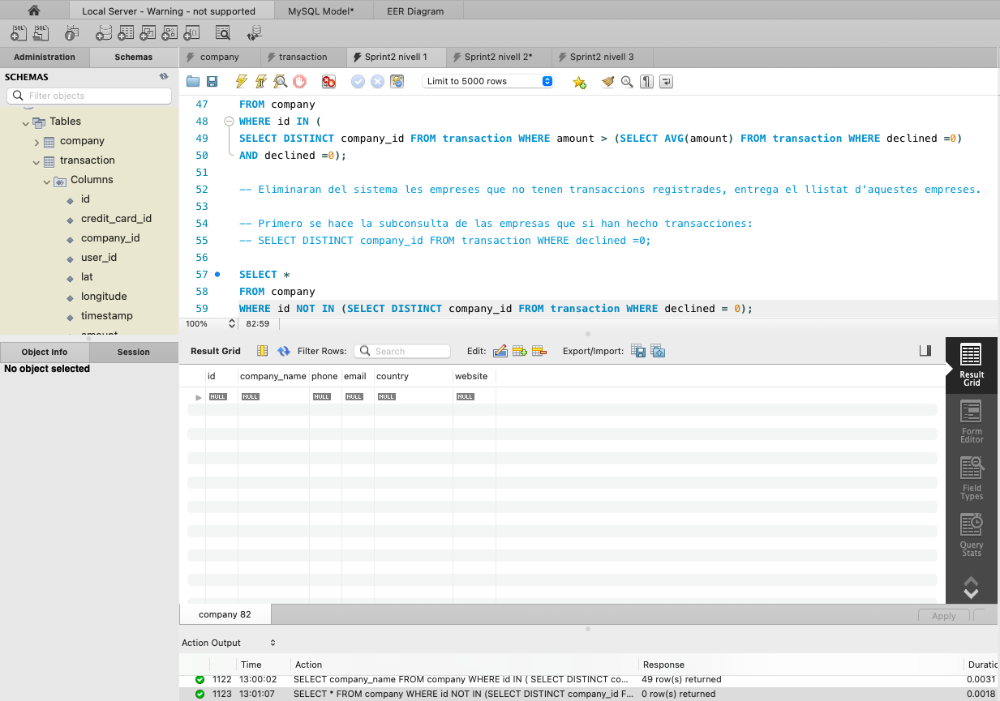 Local Server - Warning - not supported
MySQL Model*
EER Diagram
Administration
Schemas
company
transaction
Sprint2 nivell 1
Sprint2 nivell 2*
Sprint2 nivell 3
SCHEMAS
Filter objects
Limit to 5000 rows
Tables
company
transaction
Columns
id
credit_card_id
company_id
user_id
lat
longitude
timestamp
amount
47 FROM company
48 WHERE id IN (
49 SELECT DISTINCT company_id FROM transaction WHERE amount > (SELECT AVG(amount) FROM transaction WHERE declined =0)
50 AND declined =0);
51
52 -- Eliminaran del sistema les empreses que no tenen transaccions registrades, entrega el llistat d'aquestes empreses.
53
54 -- Primero se hace la subconsulta de las empresas que si han hecho transacciones:
55 -- SELECT DISTINCT company_id FROM transaction WHERE declined =0;
56
57 SELECT *
58 FROM company
59 WHERE id NOT IN (SELECT DISTINCT company_id FROM transaction WHERE declined = 0);
100%
82:59
Object Info
Session
No object selected
Result Grid
Filter Rows:
Search
Edit:
Export/Import:
id company_name phone email country website
NULL NULL NULL NULL NULL NULL
Result
Grid
Form
Editor
Field
Types
Query
Stats
company 82
Apply
Action Output
Time Action Response Duratio
1122 13:00:02 SELECT company_name FROM company WHERE id IN ( SELECT DISTINCT co... 49 row(s) returned 0.0031
1123 13:01:07 SELECT * FROM company WHERE id NOT IN (SELECT DISTINCT company_id F... 0 row(s) returned 0.0018